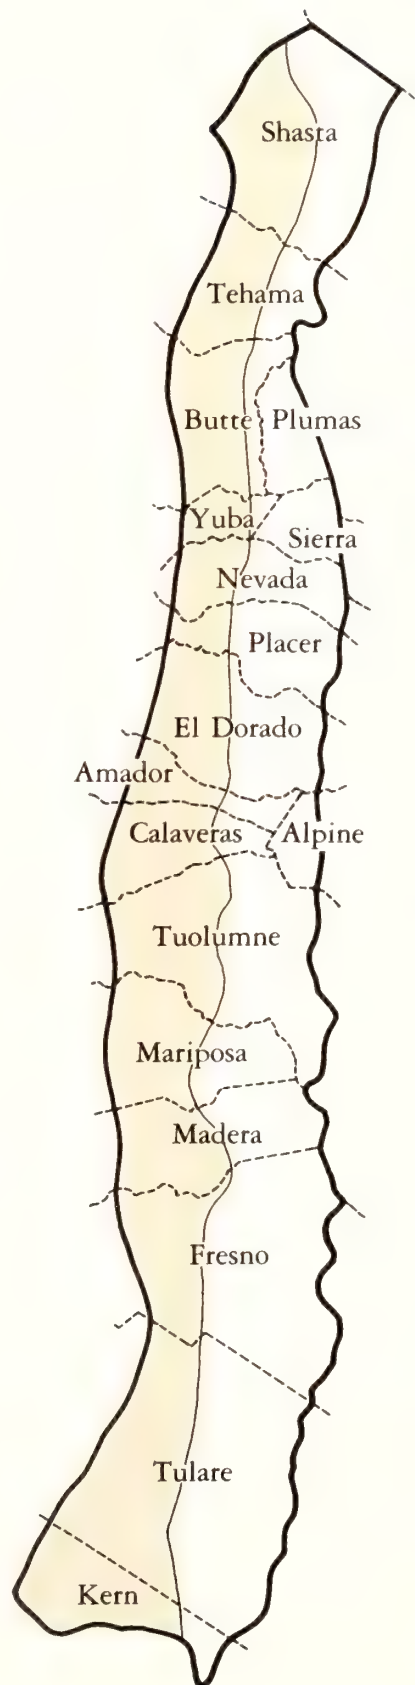 Shasta
Tehama
Butte
Plumas
Yuba
Sierra
Nevada
Placer
El Dorado
Amador
Calaveras
Alpine
Tuolumne
Mariposa
Madera
Fresno
Tulare
Kern